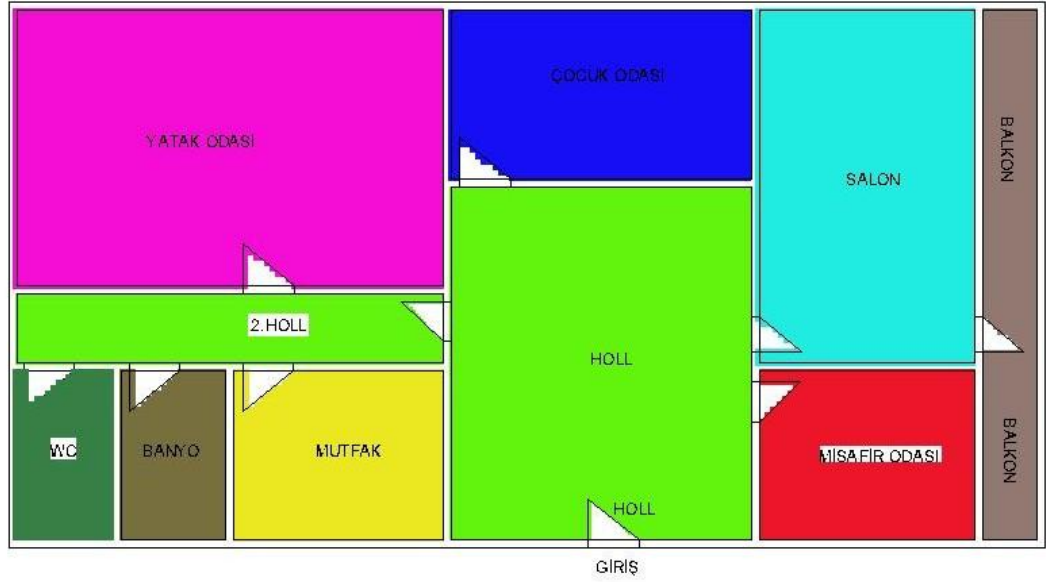 ÇOCUK ODASİ
YATAK ODASİ
SALON
BALKON
2.HOLL
HOLL
WC
BANYO
MUTFAK
MİSAFİR ODASI
BALKON
HOLL
GİRİŞ